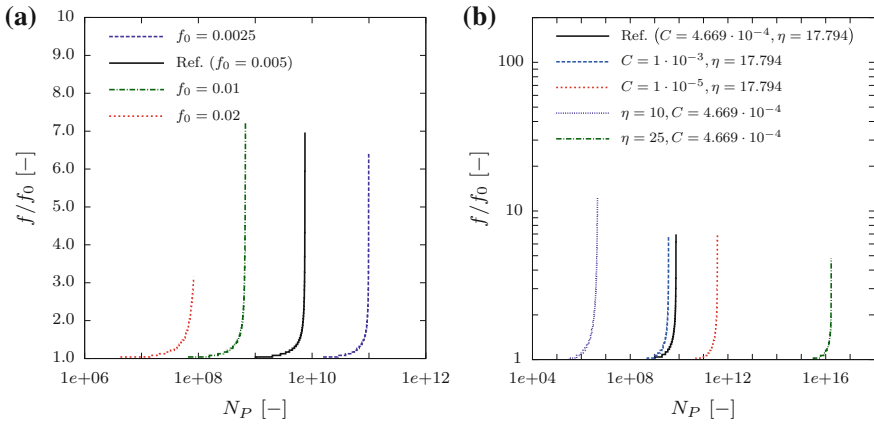 (a)
10
9.0
8.0
7.0
6.0
5.0
4.0
3.0
2.0
1.0
f/f₀ [−]
f₀ = 0.0025
Ref. (f₀ = 0.005)
f₀ = 0.01
f₀ = 0.02
1e+06
1e+08
1e+10
1e+12
N_P [−]
(b)
100
10
1
f/f₀ [−]
Ref. (C = 4.669 · 10⁻⁴, η = 17.794)
C = 1 · 10⁻³, η = 17.794
C = 1 · 10⁻⁵, η = 17.794
η = 10, C = 4.669 · 10⁻⁴
η = 25, C = 4.669 · 10⁻⁴
1e+04
1e+08
1e+12
1e+16
N_P [−]